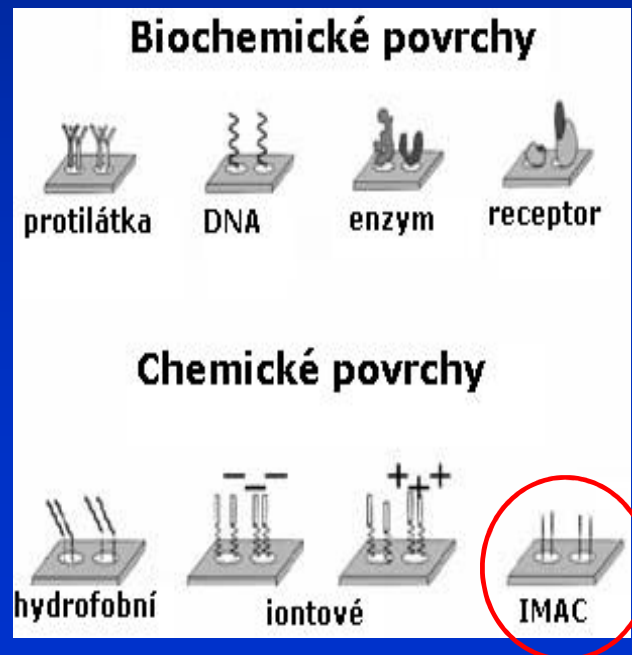 Biochemické povrchy
protilátka DNA enzym receptor
Chemické povrchy
− − − + + +
hydrofobní iontové IMAC